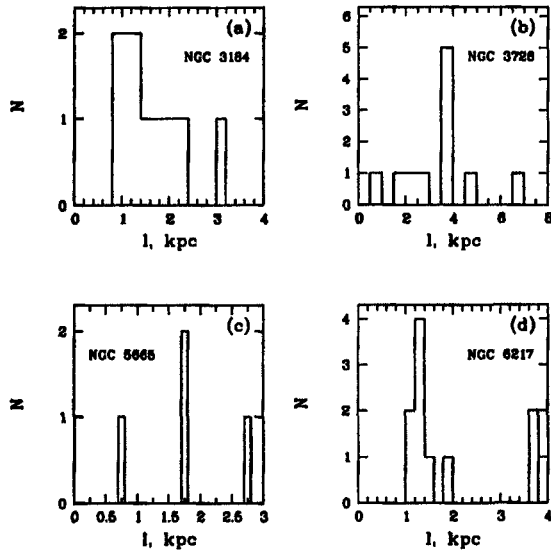 (a)
NGC 3184
N
2
1
0
0 1 2 3 4
l, kpc
(b)
NGC 3726
N
6
5
4
3
2
1
0
0 2 4 6 8
l, kpc
(c)
NGC 5665
N
2
1
0
0 0.5 1 1.5 2 2.5 3
l, kpc
(d)
NGC 6217
N
4
3
2
1
0
0 1 2 3 4
l, kpc